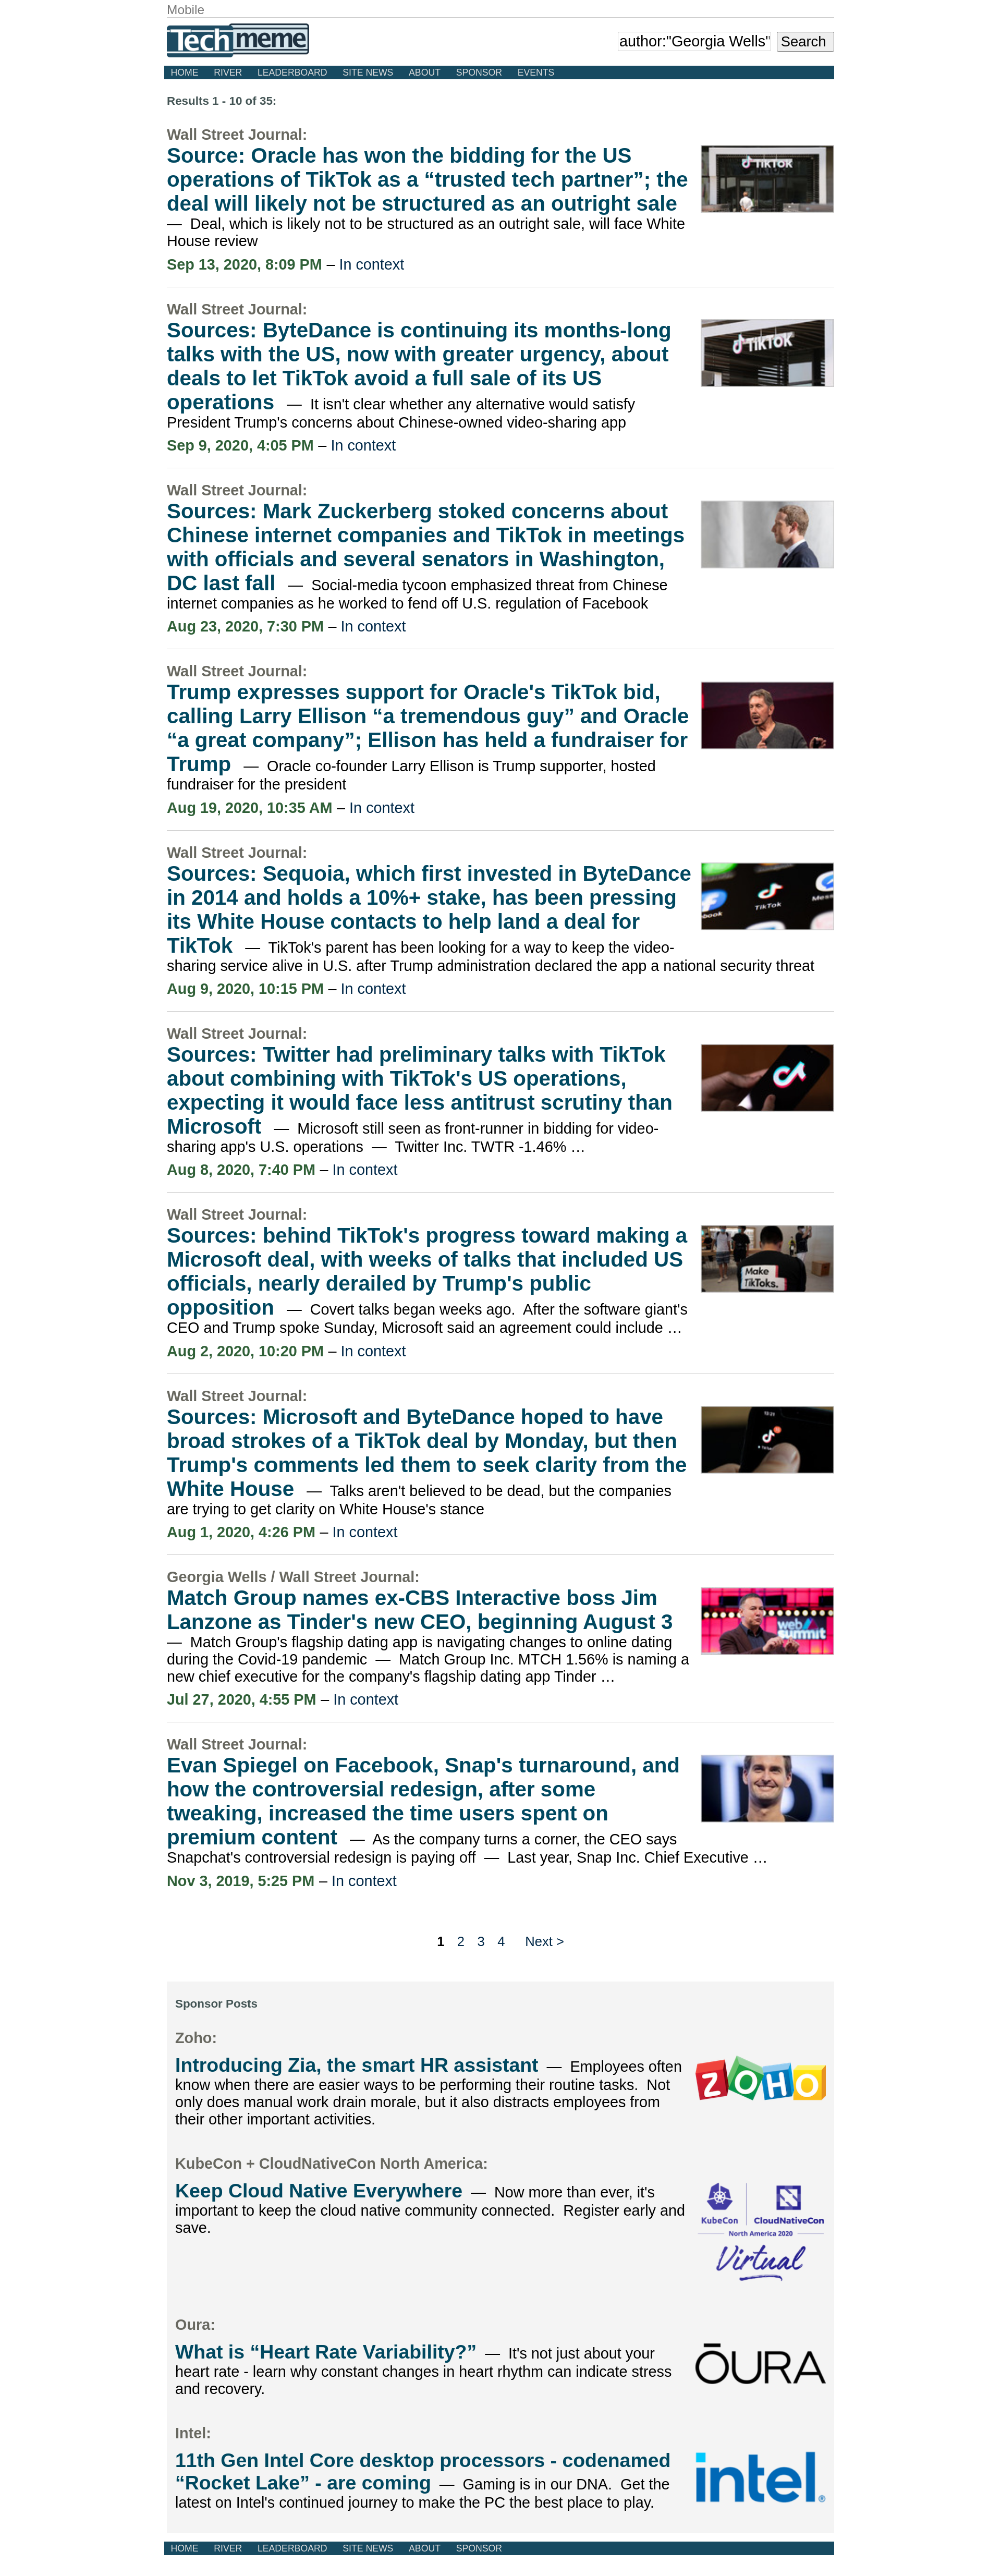 Mobile
Techmeme
author:"Georgia Wells"
Search
HOME RIVER LEADERBOARD SITE NEWS ABOUT SPONSOR EVENTS
Results 1 - 10 of 35:
Wall Street Journal:
Source: Oracle has won the bidding for the US
operations of TikTok as a “trusted tech partner”; the
deal will likely not be structured as an outright sale
— Deal, which is likely not to be structured as an outright sale, will face White
House review
Sep 13, 2020, 8:09 PM – In context
TIKTOK
Wall Street Journal:
Sources: ByteDance is continuing its months-long
talks with the US, now with greater urgency, about
deals to let TikTok avoid a full sale of its US
operations — It isn't clear whether any alternative would satisfy
President Trump's concerns about Chinese-owned video-sharing app
Sep 9, 2020, 4:05 PM – In context
TIKTOK
Wall Street Journal:
Sources: Mark Zuckerberg stoked concerns about
Chinese internet companies and TikTok in meetings
with officials and several senators in Washington,
DC last fall — Social-media tycoon emphasized threat from Chinese
internet companies as he worked to fend off U.S. regulation of Facebook
Aug 23, 2020, 7:30 PM – In context
Wall Street Journal:
Trump expresses support for Oracle's TikTok bid,
calling Larry Ellison “a tremendous guy” and Oracle
“a great company”; Ellison has held a fundraiser for
Trump — Oracle co-founder Larry Ellison is Trump supporter, hosted
fundraiser for the president
Aug 19, 2020, 10:35 AM – In context
Wall Street Journal:
Sources: Sequoia, which first invested in ByteDance
in 2014 and holds a 10%+ stake, has been pressing
its White House contacts to help land a deal for
TikTok — TikTok's parent has been looking for a way to keep the video-
sharing service alive in U.S. after Trump administration declared the app a national security threat
Aug 9, 2020, 10:15 PM – In context
book TikTok Mess
Wall Street Journal:
Sources: Twitter had preliminary talks with TikTok
about combining with TikTok's US operations,
expecting it would face less antitrust scrutiny than
Microsoft — Microsoft still seen as front-runner in bidding for video-
sharing app's U.S. operations — Twitter Inc. TWTR -1.46% …
Aug 8, 2020, 7:40 PM – In context
Wall Street Journal:
Sources: behind TikTok's progress toward making a
Microsoft deal, with weeks of talks that included US
officials, nearly derailed by Trump's public
opposition — Covert talks began weeks ago. After the software giant's
CEO and Trump spoke Sunday, Microsoft said an agreement could include …
Aug 2, 2020, 10:20 PM – In context
Make
TikToks.
Wall Street Journal:
Sources: Microsoft and ByteDance hoped to have
broad strokes of a TikTok deal by Monday, but then
Trump's comments led them to seek clarity from the
White House — Talks aren't believed to be dead, but the companies
are trying to get clarity on White House's stance
Aug 1, 2020, 4:26 PM – In context
Georgia Wells / Wall Street Journal:
Match Group names ex-CBS Interactive boss Jim
Lanzone as Tinder's new CEO, beginning August 3
— Match Group's flagship dating app is navigating changes to online dating
during the Covid-19 pandemic — Match Group Inc. MTCH 1.56% is naming a
new chief executive for the company's flagship dating app Tinder …
Jul 27, 2020, 4:55 PM – In context
web
summit
Wall Street Journal:
Evan Spiegel on Facebook, Snap's turnaround, and
how the controversial redesign, after some
tweaking, increased the time users spent on
premium content — As the company turns a corner, the CEO says
Snapchat's controversial redesign is paying off — Last year, Snap Inc. Chief Executive …
Nov 3, 2019, 5:25 PM – In context
1 2 3 4 Next >
Sponsor Posts
Zoho:
Introducing Zia, the smart HR assistant — Employees often
know when there are easier ways to be performing their routine tasks. Not
only does manual work drain morale, but it also distracts employees from
their other important activities.
ZOHO
KubeCon + CloudNativeCon North America:
Keep Cloud Native Everywhere — Now more than ever, it's
important to keep the cloud native community connected. Register early and
save.
KubeCon CloudNativeCon
North America 2020
Virtual
Oura:
What is “Heart Rate Variability?” — It's not just about your
heart rate - learn why constant changes in heart rhythm can indicate stress
and recovery.
ŌURA
Intel:
11th Gen Intel Core desktop processors - codenamed
“Rocket Lake” - are coming — Gaming is in our DNA. Get the
latest on Intel's continued journey to make the PC the best place to play.
intel®
HOME RIVER LEADERBOARD SITE NEWS ABOUT SPONSOR